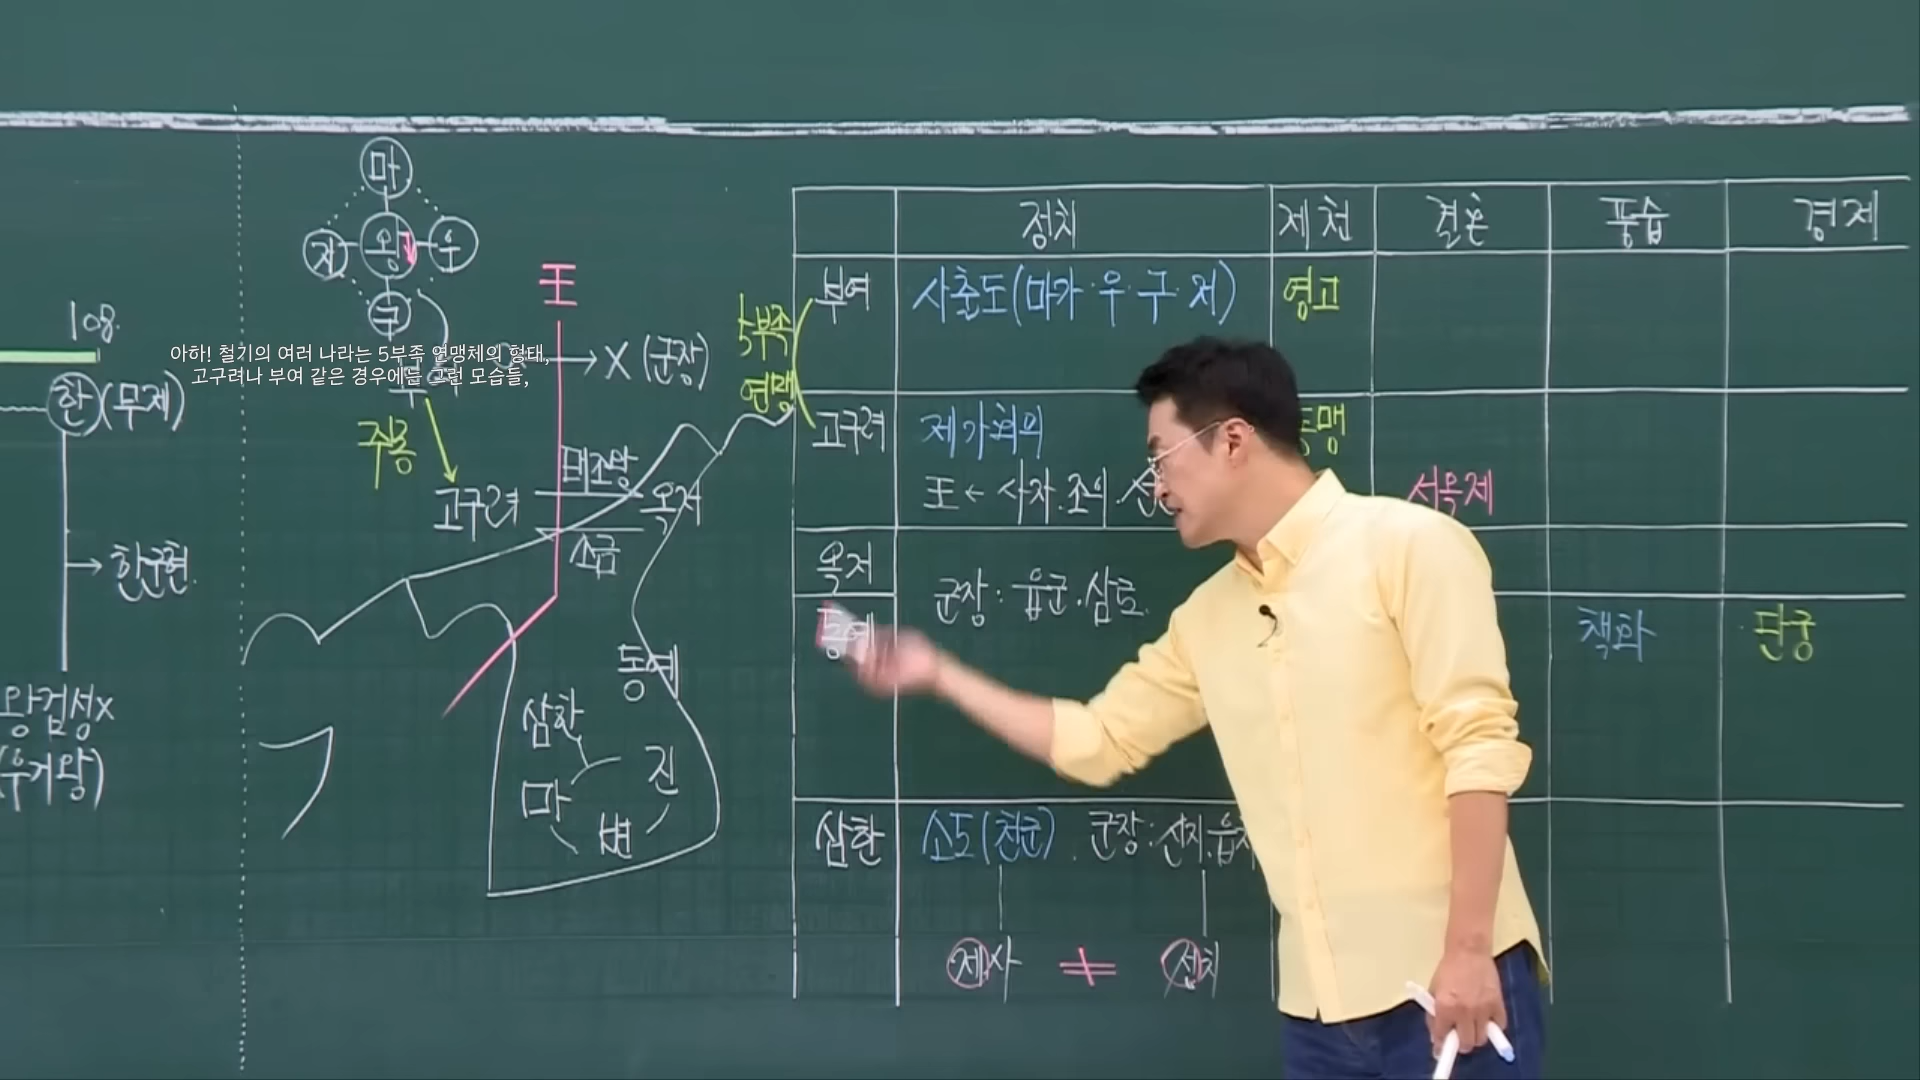 108.
한(무제)
한군현
왕검성x
(우거왕)
마
저 왕 우
구
아하! 철기의 여러 나라는 5부족 연맹체의 형태,
고구려나 부여 같은 경우에는 그런 모습들,
王
X (군장)
주몽
고구려
태조왕
옥저
소금
동예
삼한
마 변 진
5부족
연맹
정치 제천 결혼 풍습 경제
부여 사출도(마가·우·구·저) 영고
고구려 제가회의 동맹
王 ← 사자.조의. 서옥제
옥저
군장: 읍군.삼로.
동예 책화 단궁
삼한 소도(천군). 군장:신지.읍차
제사 ≠ 정치